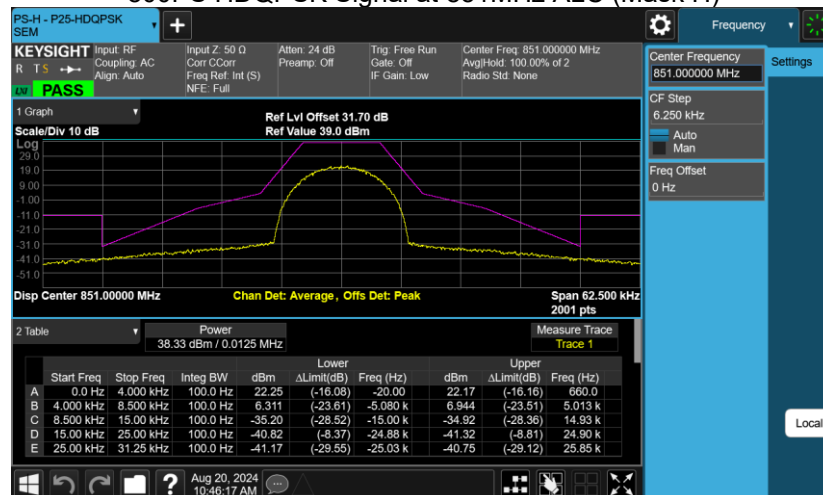 PS-H - P25-HDQPSK
SEM
Frequency
KEYSIGHT
R T S
LXI
PASS
Input: RF
Coupling: AC
Align: Auto
Input Z: 50 Ω
Corr CCorr
Freq Ref: Int (S)
NFE: Full
Atten: 24 dB
Preamp: Off
Trig: Free Run
Gate: Off
IF Gain: Low
Center Freq: 851.000000 MHz
Avg|Hold: 100.00% of 2
Radio Std: None
Center Frequency
851.000000 MHz
Settings
CF Step
6.250 kHz
Auto
Man
Freq Offset
0 Hz
1 Graph
Scale/Div 10 dB
Ref Lvl Offset 31.70 dB
Ref Value 39.0 dBm
Log
29.0
19.0
9.00
-1.00
-11.0
-21.0
-31.0
-41.0
-51.0
Disp Center 851.00000 MHz
Chan Det: Average, Offs Det: Peak
Span 62.500 kHz
2001 pts
2 Table
Power
38.33 dBm / 0.0125 MHz
Measure Trace
Trace 1
Lower Upper
Start Freq Stop Freq Integ BW dBm ΔLimit(dB) Freq (Hz) dBm ΔLimit(dB) Freq (Hz)
A 0.0 Hz 4.000 kHz 100.0 Hz 22.25 (-16.08) -20.00 22.17 (-16.16) 660.0
B 4.000 kHz 8.500 kHz 100.0 Hz 6.311 (-23.61) -5.080 k 6.944 (-23.51) 5.013 k
C 8.500 kHz 15.00 kHz 100.0 Hz -35.20 (-28.52) -15.00 k -34.92 (-28.36) 14.93 k
D 15.00 kHz 25.00 kHz 100.0 Hz -40.82 (-8.37) -24.88 k -41.32 (-8.81) 24.90 k
E 25.00 kHz 31.25 kHz 100.0 Hz -41.17 (-29.55) -25.03 k -40.75 (-29.12) 25.85 k
Local
?
Aug 20, 2024
10:46:17 AM